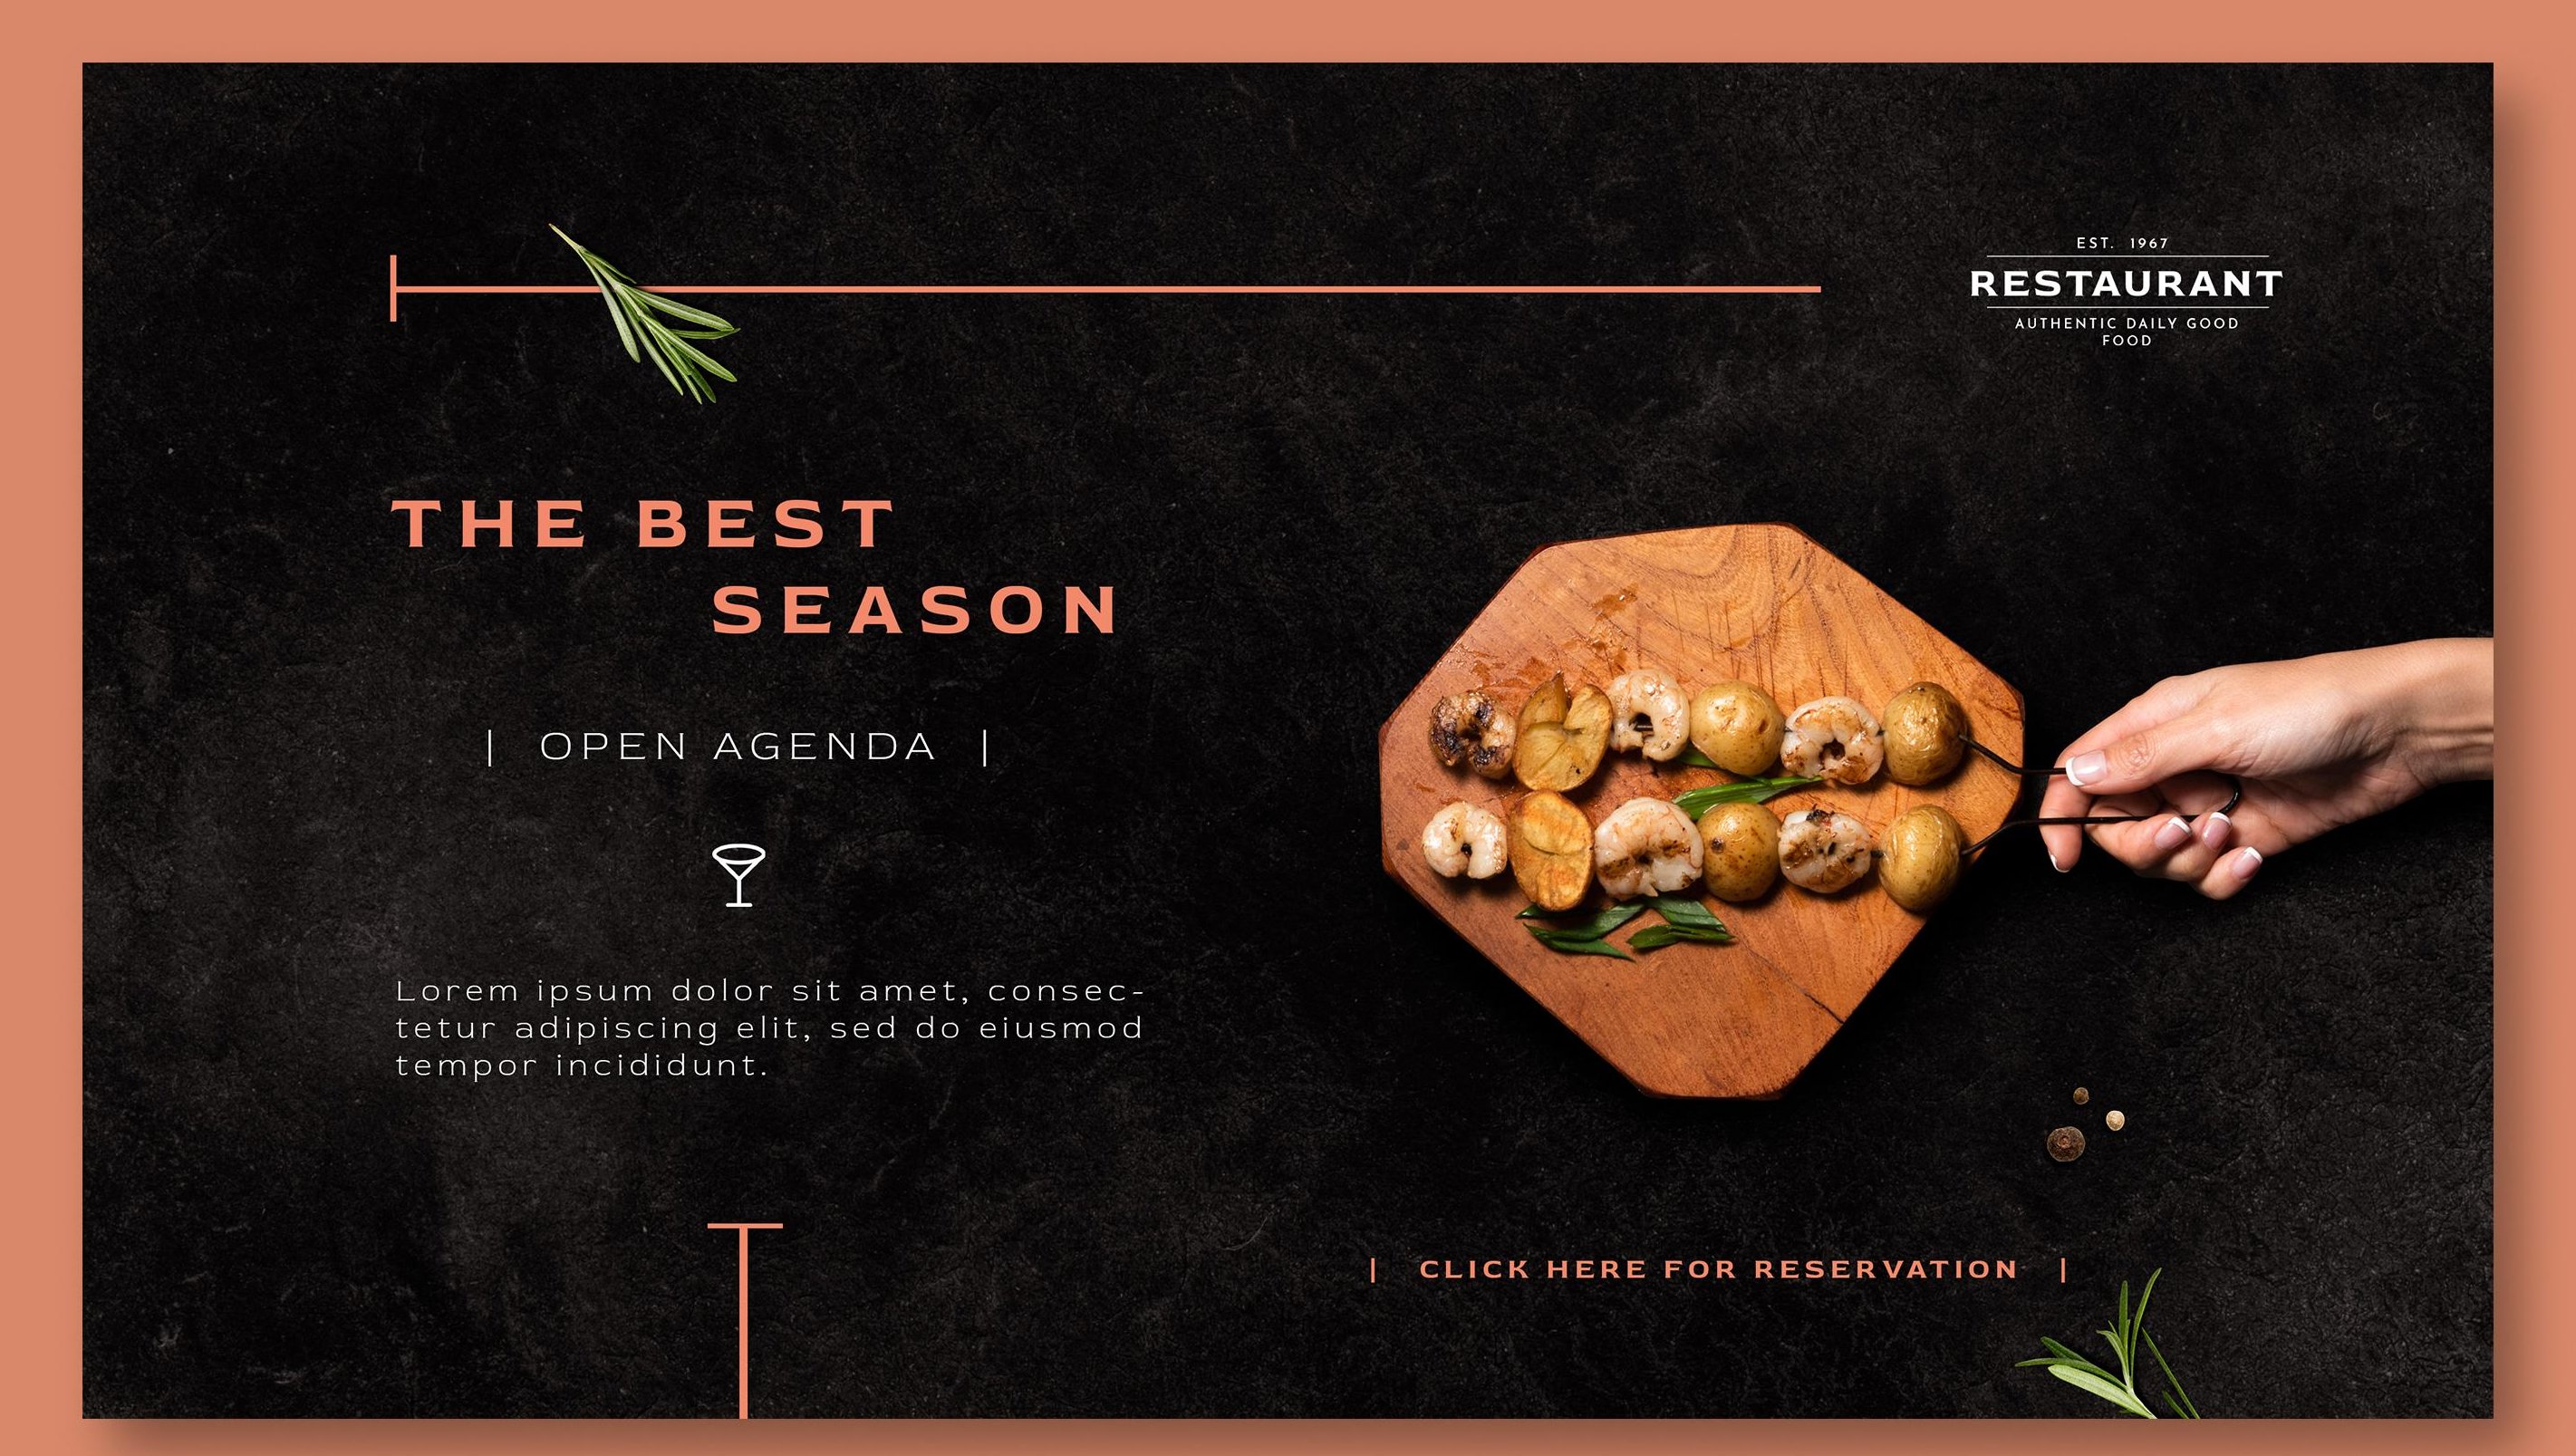 EST. 1967
RESTAURANT
AUTHENTIC DAILY GOOD
FOOD
THE BEST
SEASON
| OPEN AGENDA |
Lorem ipsum dolor sit amet, consec-
tetur adipiscing elit, sed do eiusmod
tempor incididunt.
| CLICK HERE FOR RESERVATION |